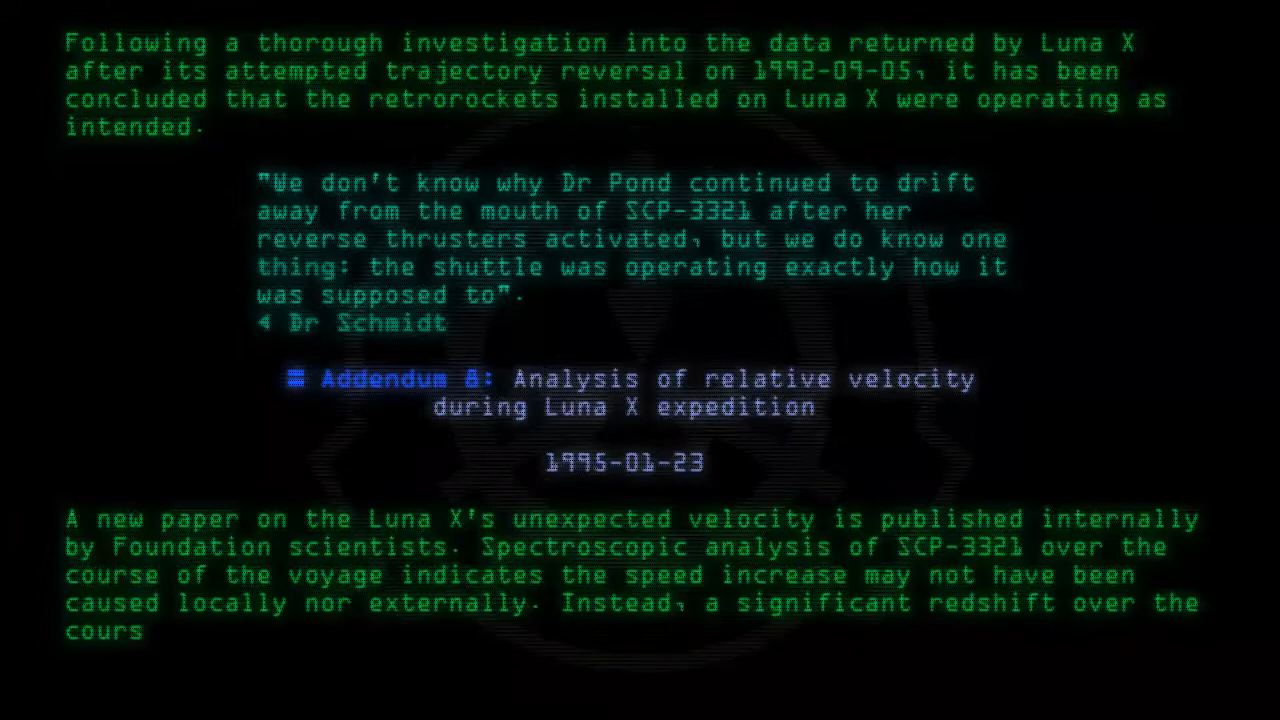 Following a thorough investigation into the data returned by Luna X
after its attempted trajectory reversal on 1992-09-05, it has been
concluded that the retrorockets installed on Luna X were operating as
intended.
"We don't know why Dr Pond continued to drift
away from the mouth of SCP-3321 after her
reverse thrusters activated, but we do know one
thing: the shuttle was operating exactly how it
was supposed to".
< Dr Schmidt
= Addendum 8: Analysis of relative velocity
during Luna X expedition
1995-01-23
A new paper on the Luna X's unexpected velocity is published internally
by Foundation scientists. Spectroscopic analysis of SCP-3321 over the
course of the voyage indicates the speed increase may not have been
caused locally nor externally. Instead, a significant redshift over the
cours